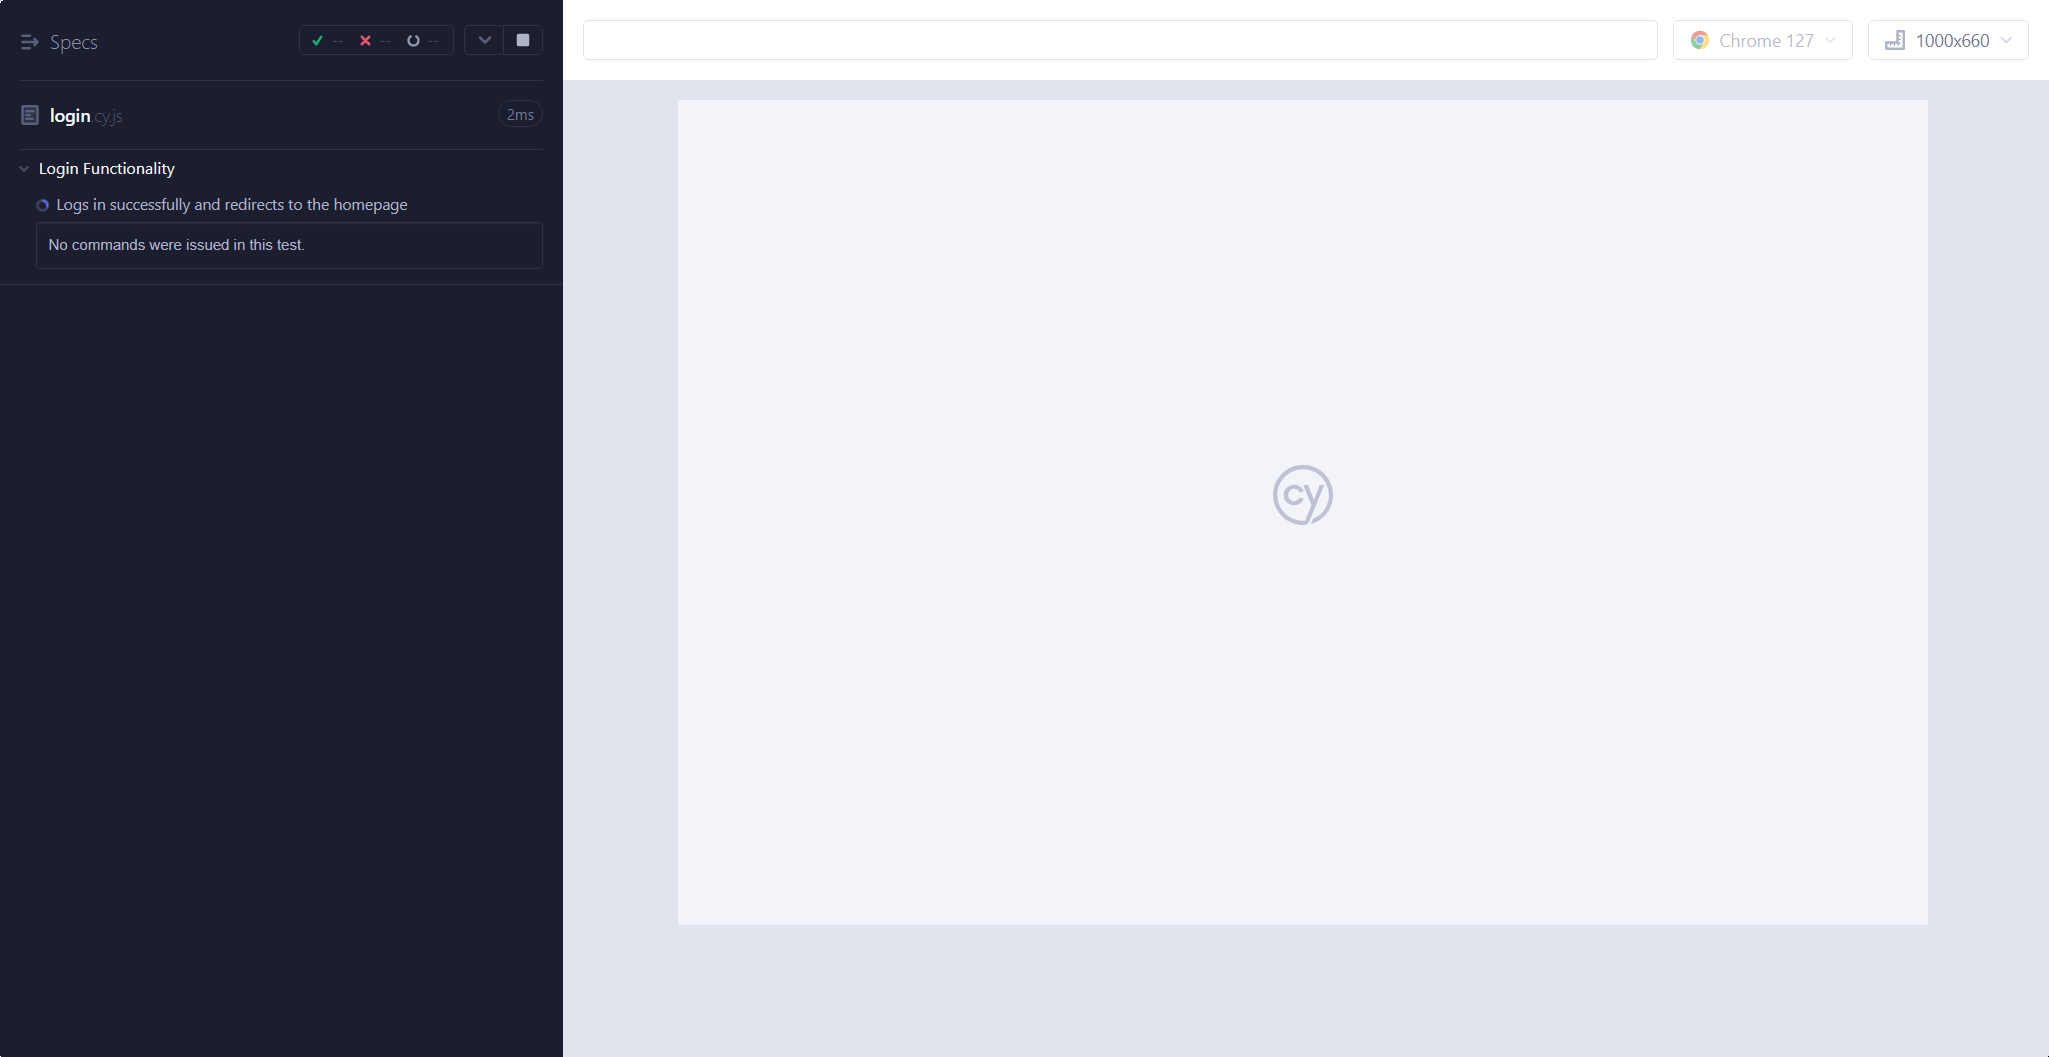 Specs
-- -- --
login.cy.js
2ms
Login Functionality
Logs in successfully and redirects to the homepage
No commands were issued in this test.
Chrome 127
1000x660
cy